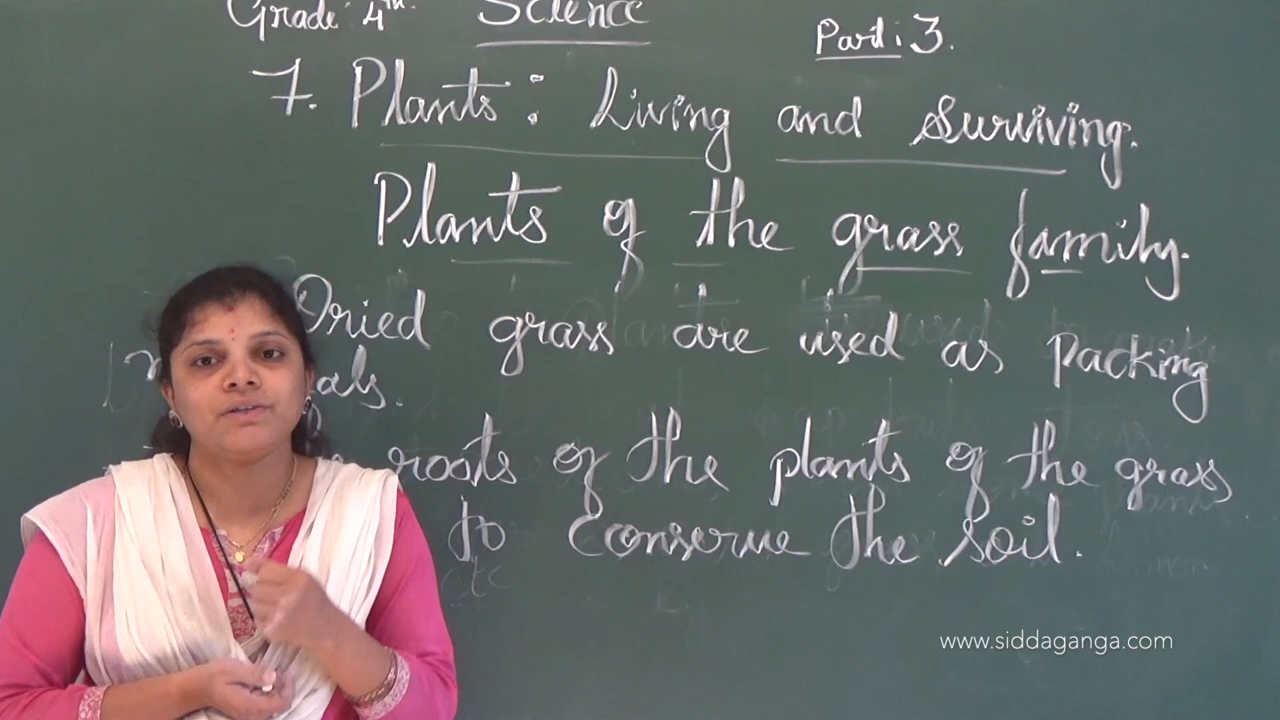 Grade: 4th. Science Part: 3.
7. Plants: Living and Surviving.
Plants of the grass family.
Dried grass are used as packing
als.
roots of the plants of the grass
to conserve the soil.
etc
www.siddaganga.com